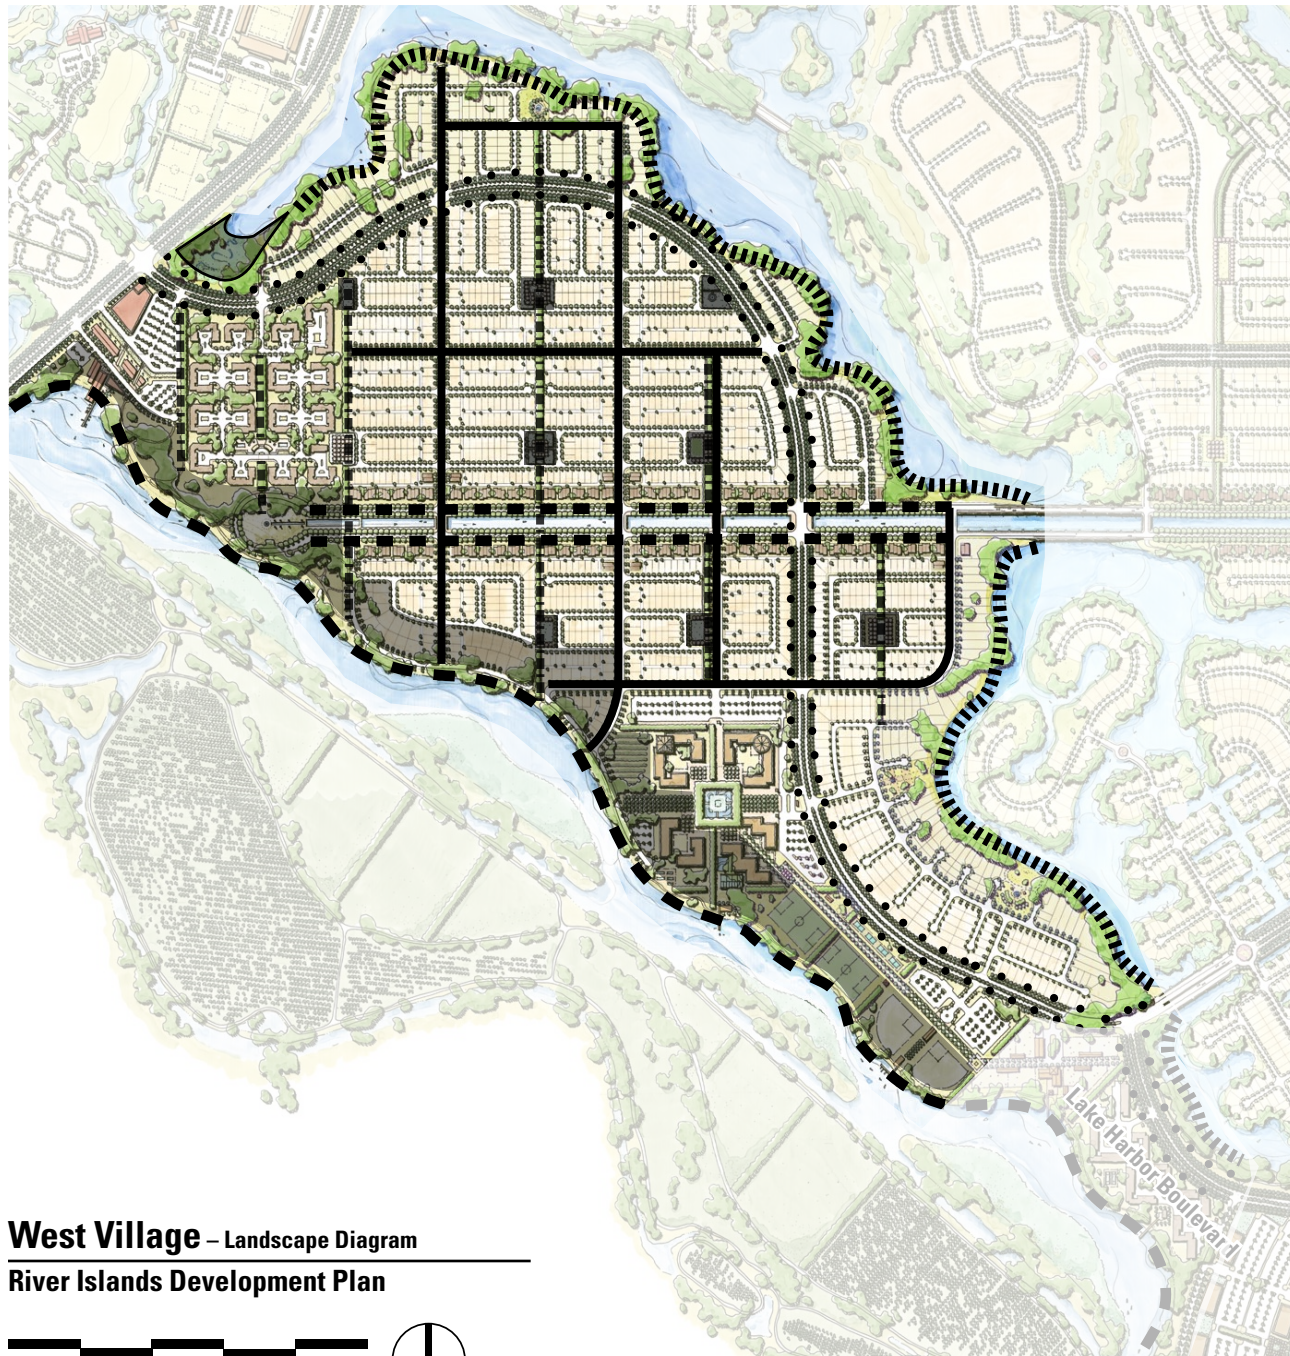 Lake Harbor Boulevard
West Village – Landscape Diagram
River Islands Development Plan